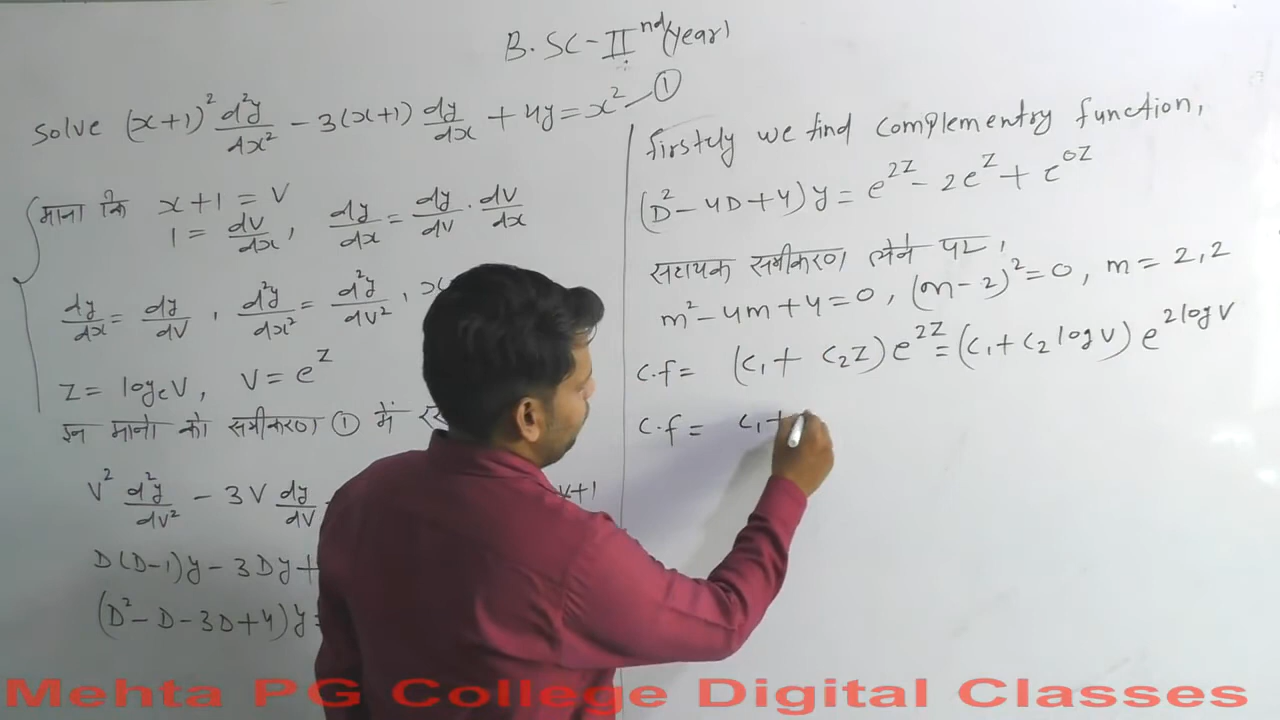 B.SC-IInd(year)
Solve (x+1)² d²y/dx² - 3(x+1) dy/dx + 4y = x² - ①
माना कि x+1 = V
1 = dV/dx, dy/dx = dy/dV . dV/dx
dy/dx = dy/dV, d²y/dx² = d²y/dV²,
Z = logeV, V = e^Z
इन मानो को समीकरण ① में
V² d²y/dV² - 3V dy/dV
D(D-1)y - 3Dy +
(D² - D - 3D + 4)y =
firstely we find complementry function,
(D² - 4D + 4)y = e^2Z - 2e^Z + e^0Z
सहायक समीकरण लेने पर,
m² - 4m + 4 = 0, (m-2)² = 0, m = 2,2
C.f = (C₁ + C₂Z)e^2Z = (C₁ + C₂ log V) e^2logV
C.f = C₁ +
Mehta PG College Digital Classes